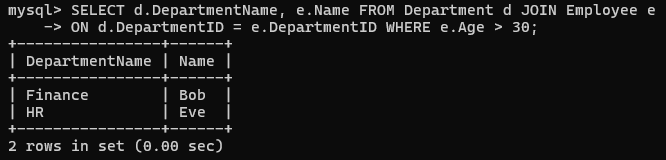 mysql> SELECT d.DepartmentName, e.Name FROM Department d JOIN Employee e
    -> ON d.DepartmentID = e.DepartmentID WHERE e.Age > 30;
+----------------+------+
| DepartmentName | Name |
+----------------+------+
| Finance        | Bob  |
| HR             | Eve  |
+----------------+------+
2 rows in set (0.00 sec)